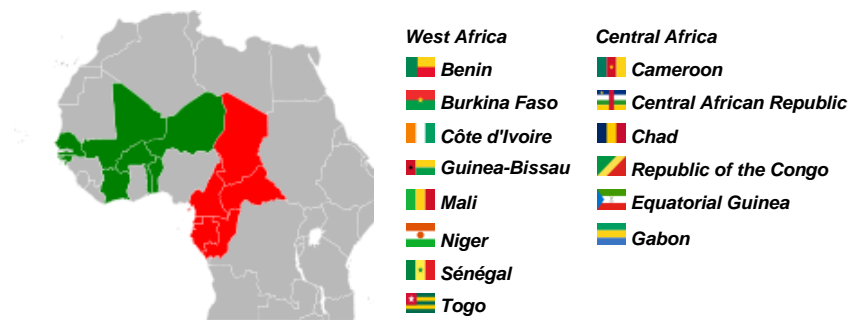 West Africa
Benin
Burkina Faso
Côte d'Ivoire
Guinea-Bissau
Mali
Niger
Sénégal
Togo
Central Africa
Cameroon
Central African Republic
Chad
Republic of the Congo
Equatorial Guinea
Gabon